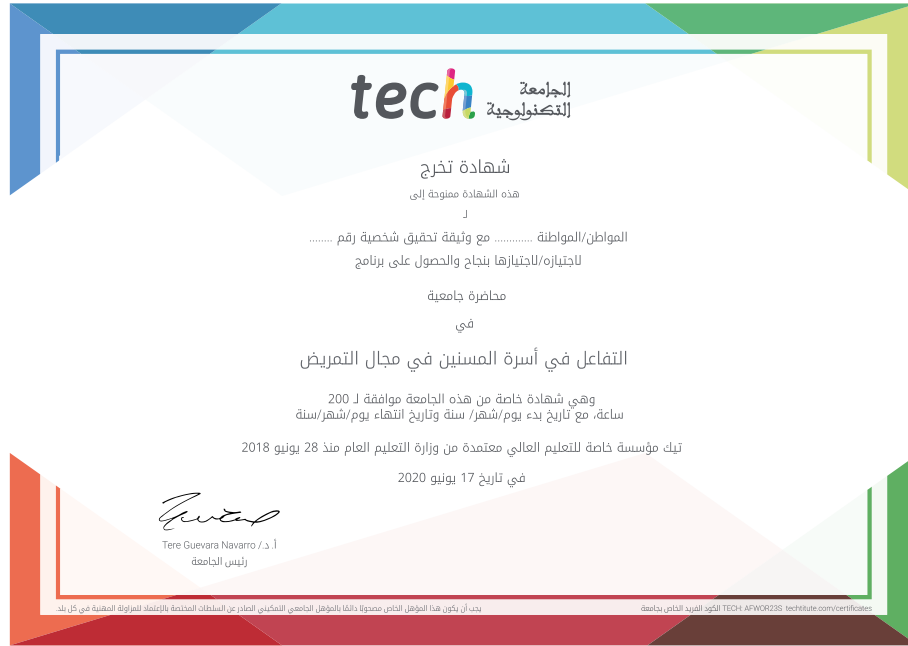 tech الجامعة
التكنولوجية
شهادة تخرج
هذه الشهادة ممنوحة إلى
لـ
المواطن/المواطنة ............ مع وثيقة تحقيق شخصية رقم ........
لاجتيازه/لاجتيازها بنجاح والحصول على برنامج
محاضرة جامعية
في
التفاعل في أسرة المسنين في مجال التمريض
وهي شهادة خاصة من هذه الجامعة موافقة لـ 200
ساعة، مع تاريخ بدء يوم/شهر/ سنة وتاريخ انتهاء يوم/شهر/سنة
تيك مؤسسة خاصة للتعليم العالي معتمدة من وزارة التعليم العام منذ 28 يونيو 2018
في تاريخ 17 يونيو 2020
أ. د./ Tere Guevara Navarro
رئيس الجامعة
يجب أن يكون هذا المؤهل الخاص مصحوبًا دائمًا بالمؤهل الجامعي التمكيني الصادر عن السلطات المختصة بالإعتماد للمزاولة المهنية في كل بلد.
الكود الفريد الخاص بجامعة TECH: AFWOR23S techtitute.com/certificates